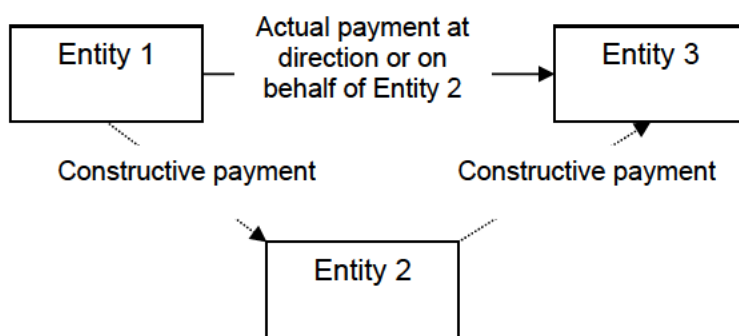 Entity 1
Actual payment at
direction or on
behalf of Entity 2
Entity 3
Constructive payment
Constructive payment
Entity 2